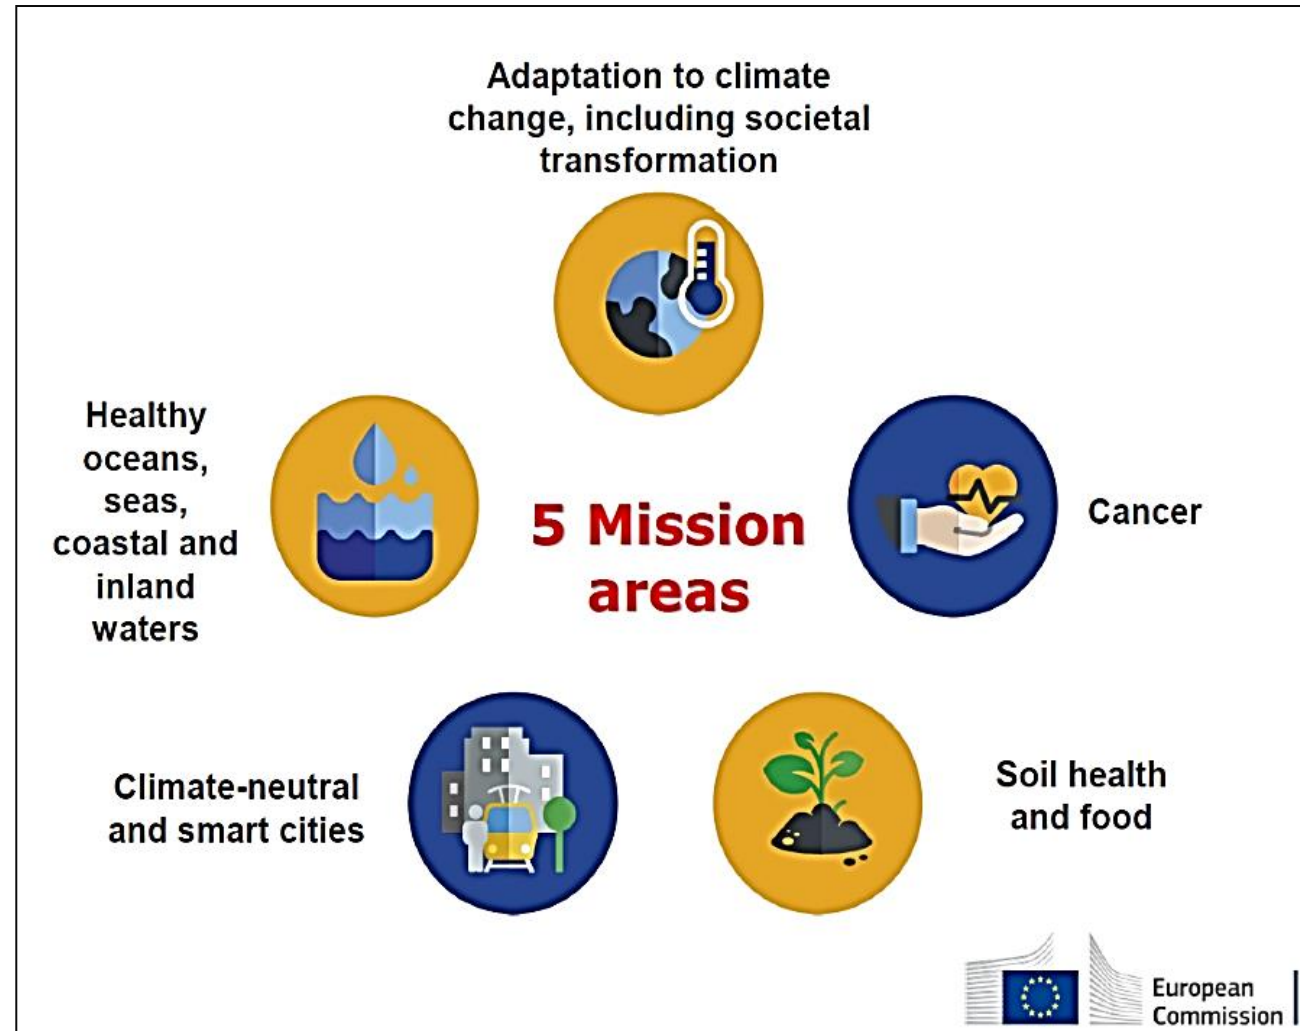 Adaptation to climate
change, including societal
transformation
Healthy
oceans,
seas,
coastal and
inland
waters
5 Mission
areas
Cancer
Climate-neutral
and smart cities
Soil health
and food
European
Commission